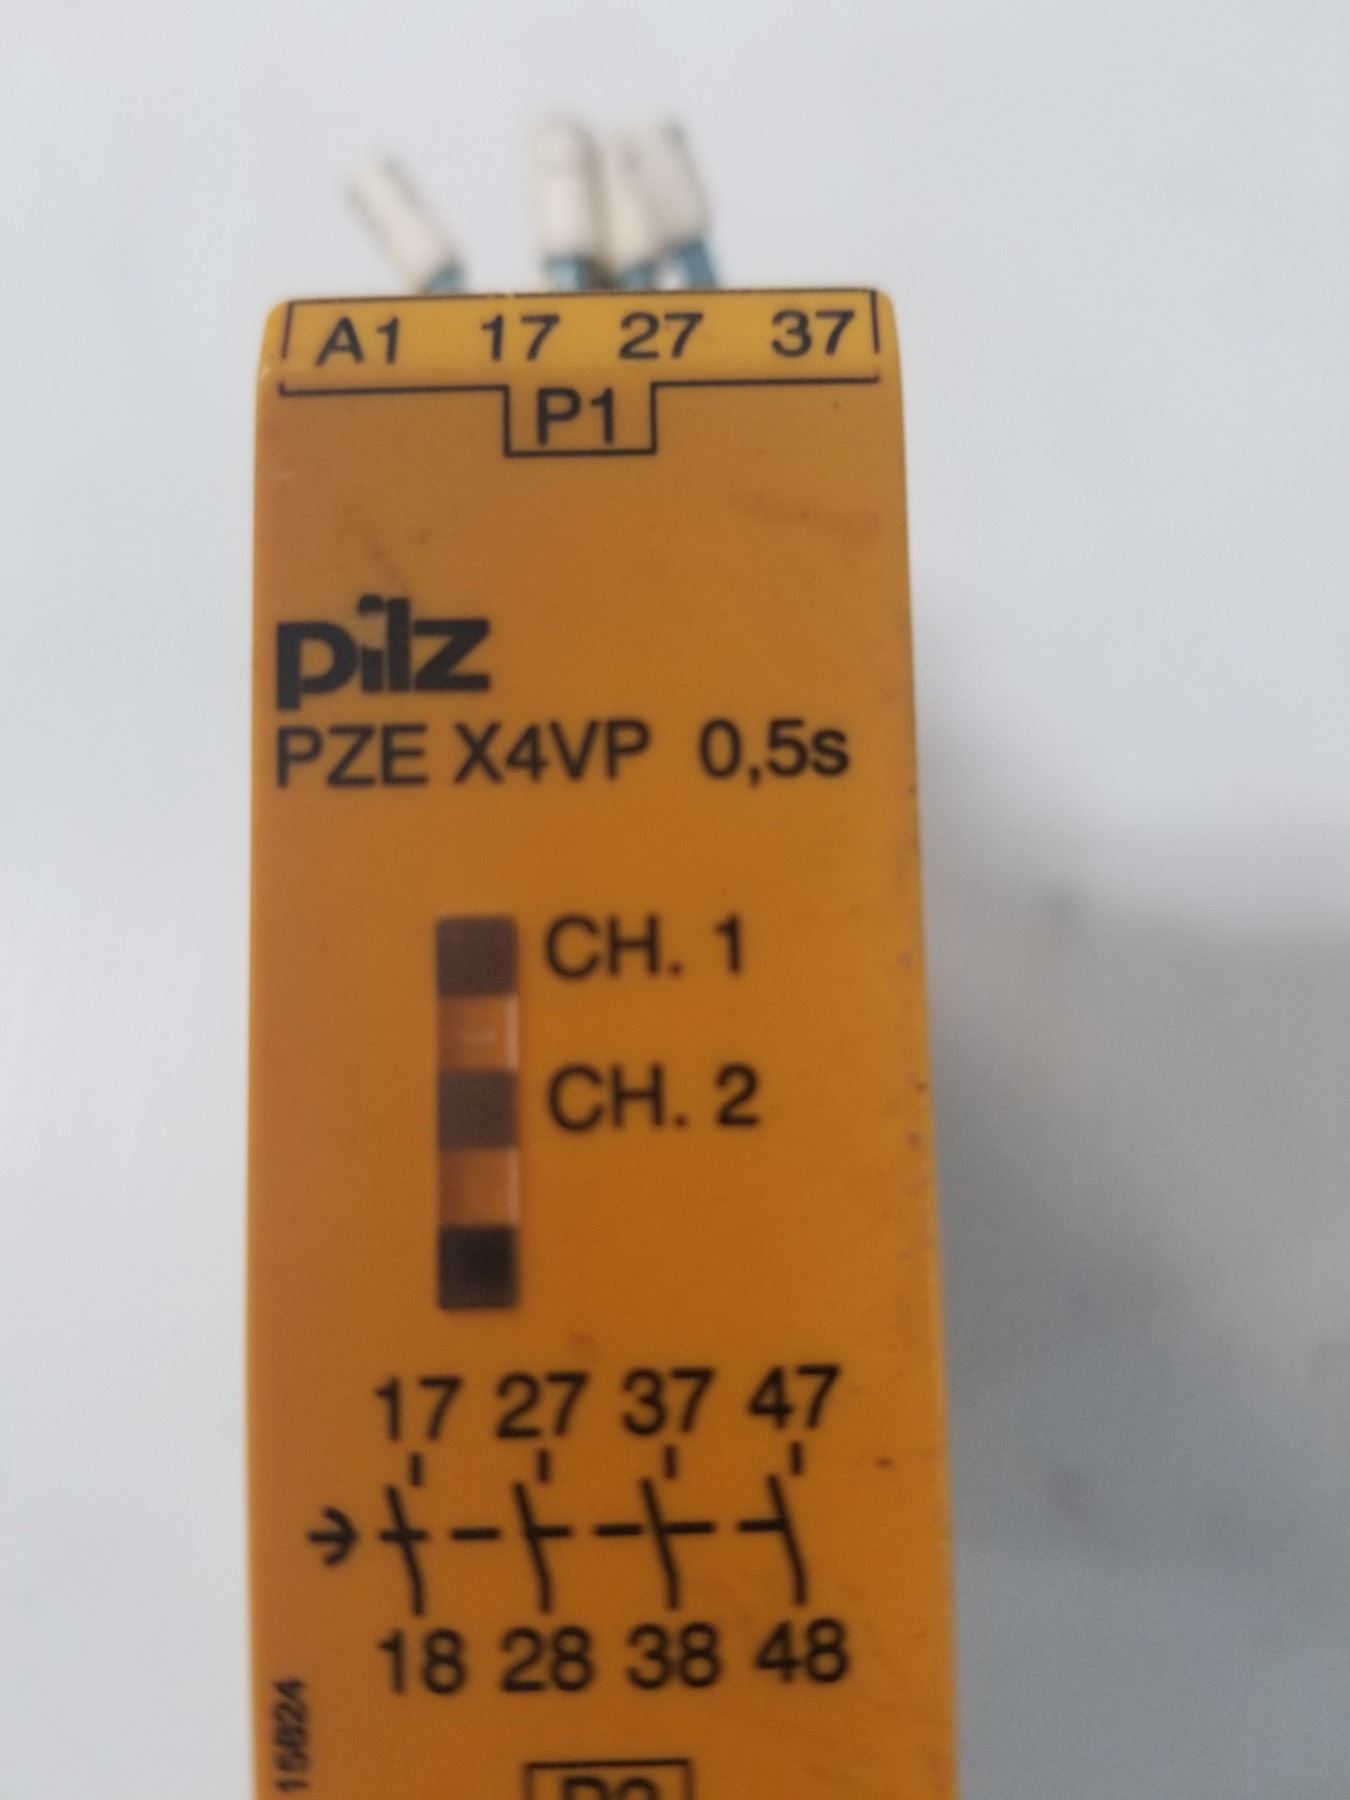 A1 17 27 37
P1
pilz
PZE X4VP 0,5s
CH. 1
CH. 2
17 27 37 47
18 28 38 48
15824